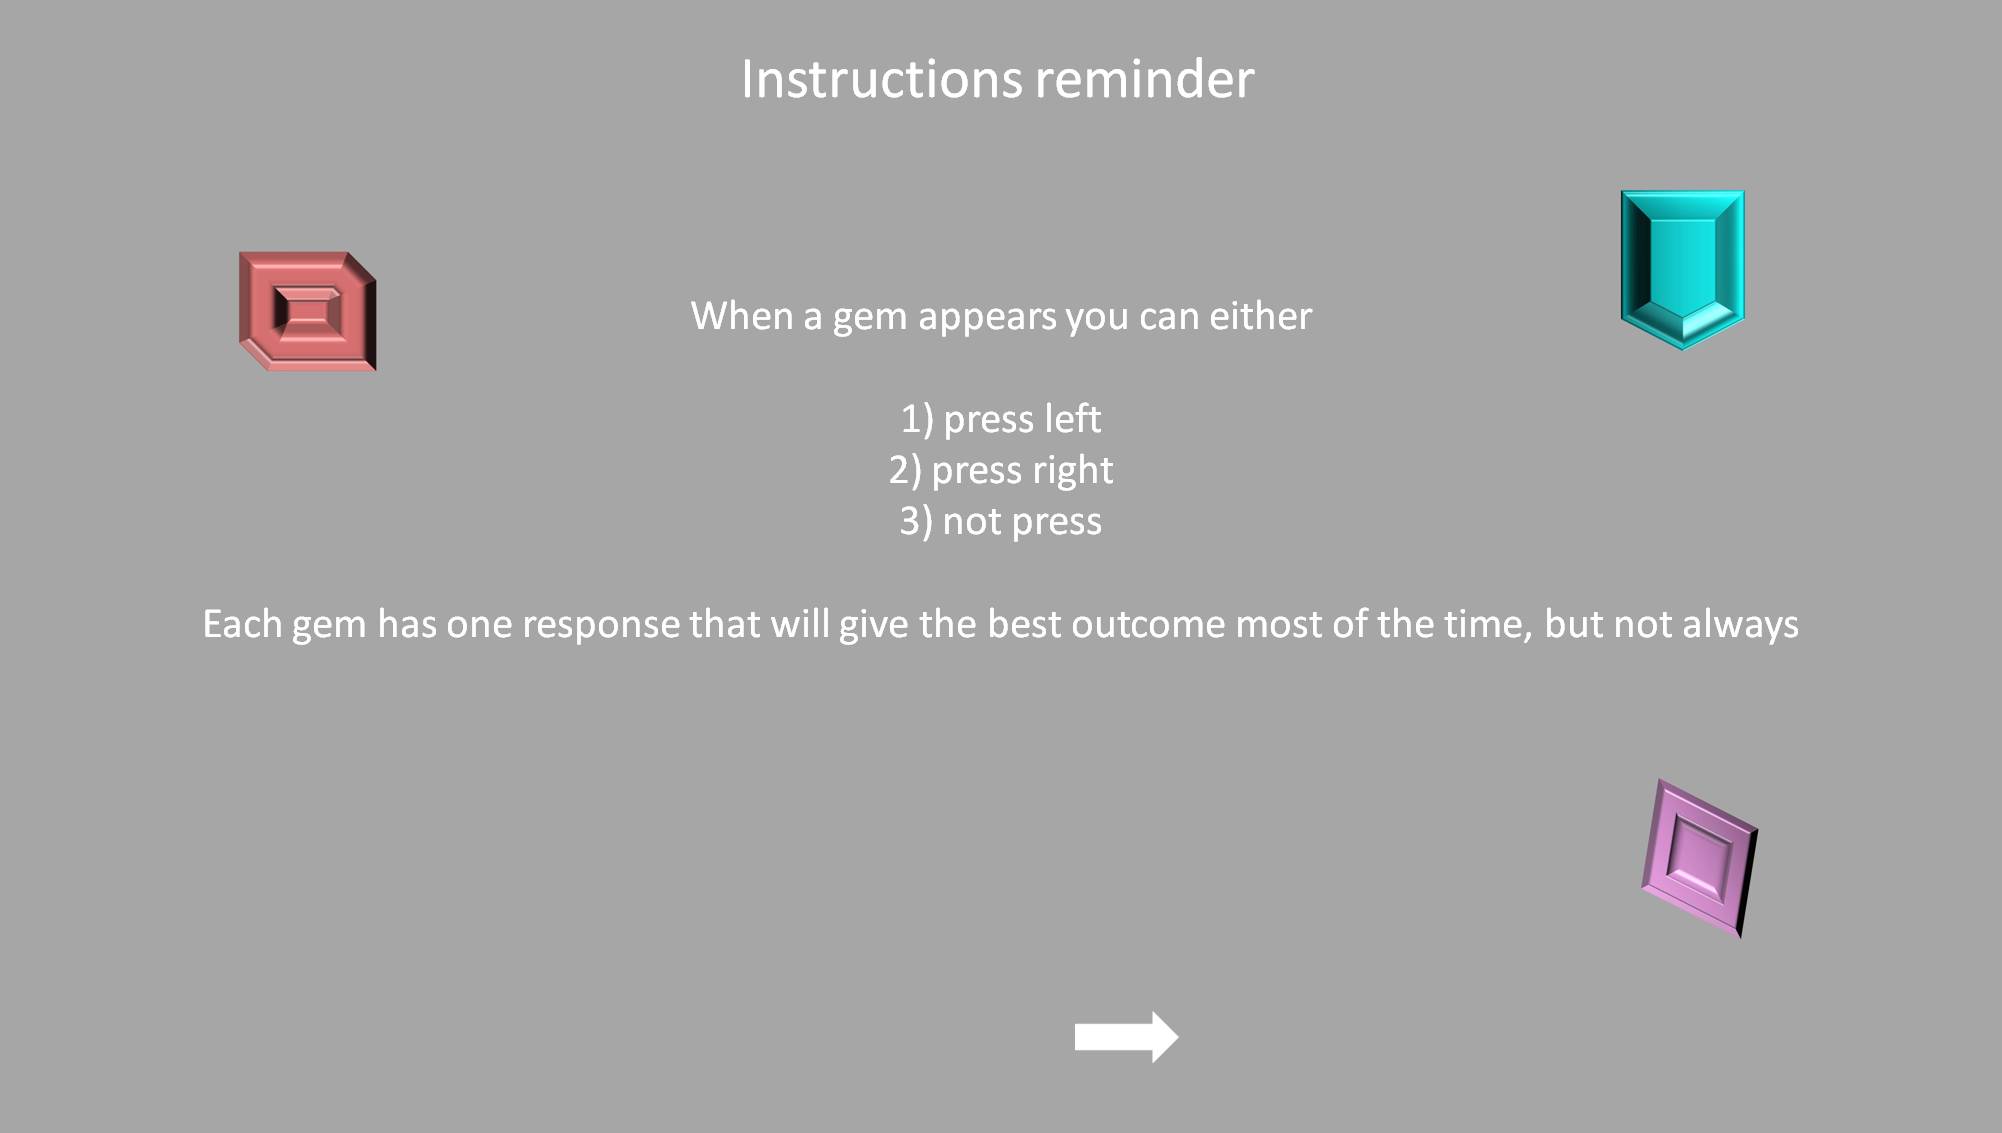 Instructions reminder
When a gem appears you can either
1) press left
2) press right
3) not press
Each gem has one response that will give the best outcome most of the time, but not always